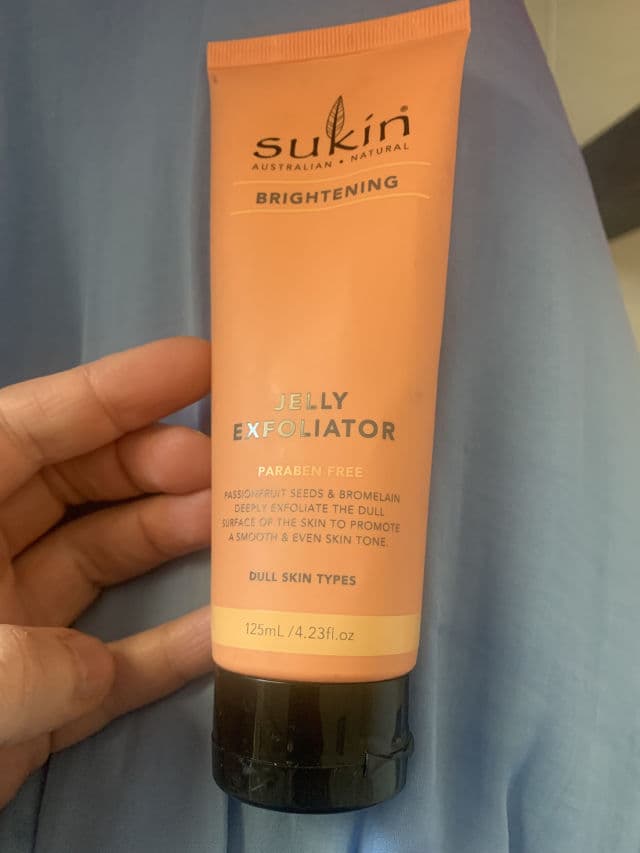 sukin®
AUSTRALIAN • NATURAL
BRIGHTENING
JELLY
EXFOLIATOR
PARABEN FREE
PASSIONFRUIT SEEDS & BROMELAIN
DEEPLY EXFOLIATE THE DULL
SURFACE OF THE SKIN TO PROMOTE
A SMOOTH & EVEN SKIN TONE.
DULL SKIN TYPES
125mL /4.23fl.oz